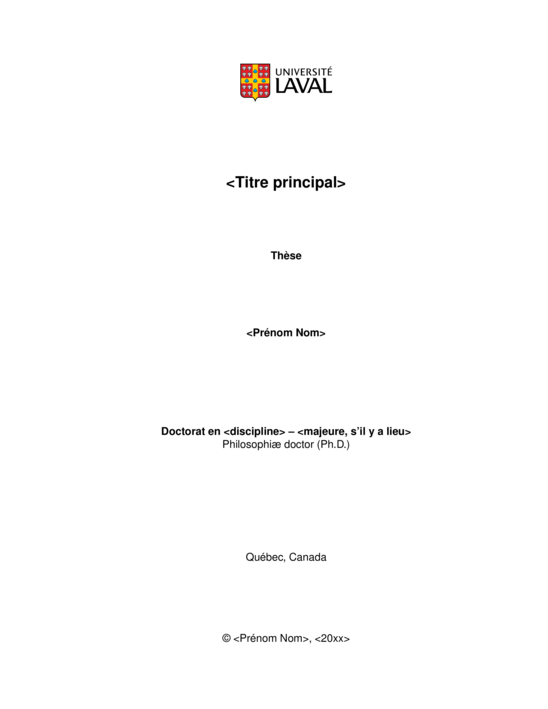 UNIVERSITÉ
LAVAL
<Titre principal>
Thèse
<Prénom Nom>
Doctorat en <discipline> – <majeure, s'il y a lieu>
Philosophiæ doctor (Ph.D.)
Québec, Canada
© <Prénom Nom>, <20xx>